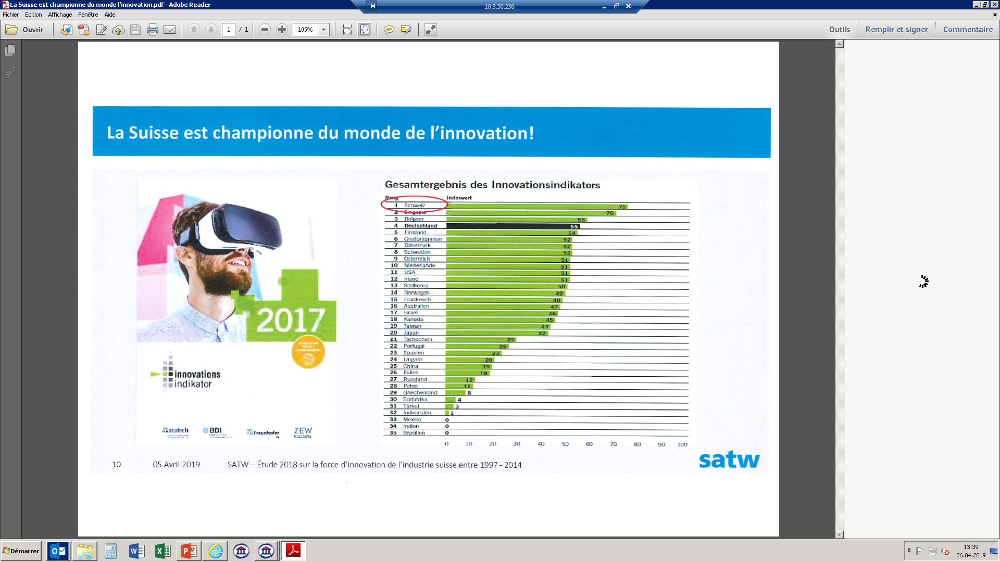 La Suisse est championne du monde de l'innovation.pdf - Adobe Reader
10.3.50.236
Fichier Edition Affichage Fenêtre Aide
Ouvrir
1 / 1
105%
Outils Remplir et signer Commentaire
La Suisse est championne du monde de l’innovation!
2017
innovations
indikator
acatech BDI Fraunhofer ZEW
Gesamtergebnis des Innovationsindikators
Rang Indexwert
1 Schweiz 75
2 Singapur 70
3 Belgien 58
4 Deutschland 55
5 Finnland 54
6 Großbritannien 52
7 Dänemark 52
8 Schweden 52
9 Österreich 51
10 Niederlande 51
11 USA 51
12 Irland 51
13 Südkorea 50
14 Norwegen 49
15 Frankreich 48
16 Australien 47
17 Israel 46
18 Kanada 45
19 Taiwan 43
20 Japan 42
21 Tschechien 29
22 Portugal 26
23 Spanien 23
24 Ungarn 20
25 China 19
26 Italien 18
27 Russland 12
28 Polen 11
29 Griechenland 8
30 Südafrika 4
31 Türkei 3
32 Indonesien 1
33 Mexiko 0
34 Indien 0
35 Brasilien 0
0 10 20 30 40 50 60 70 80 90 100
satw
10 05 Avril 2019 SATW – Étude 2018 sur la force d’innovation de l’industrie suisse entre 1997 - 2014
Démarrer
13:39
26.04.2019